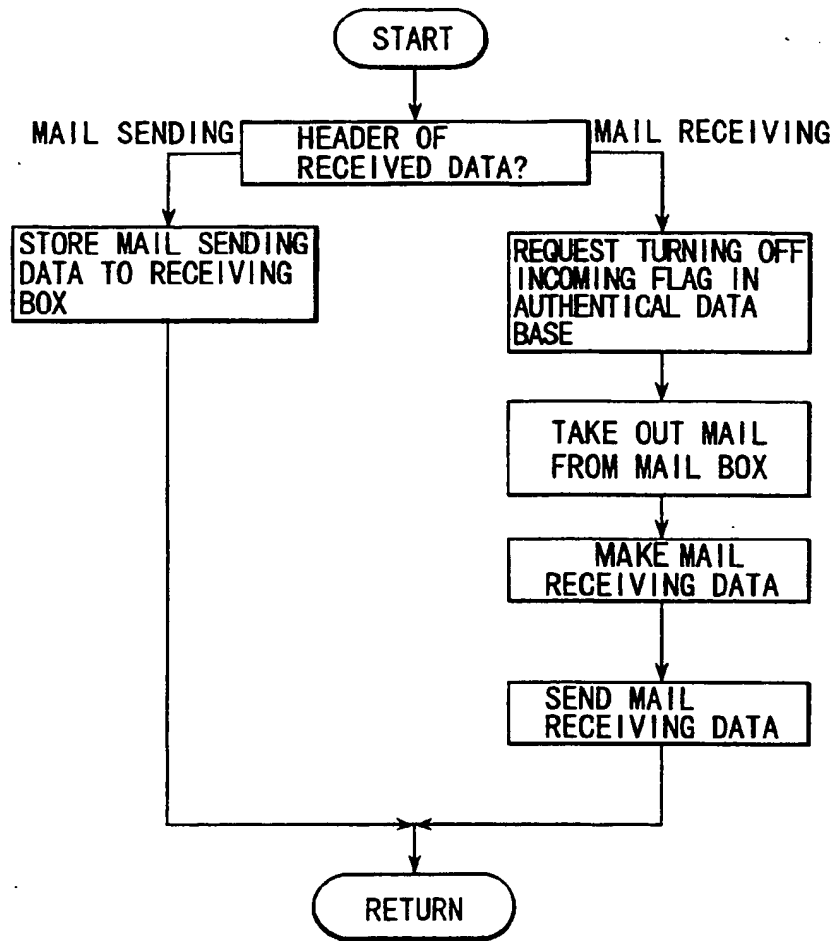 START
MAIL SENDING
HEADER OF
RECEIVED DATA?
MAIL RECEIVING
STORE MAIL SENDING
DATA TO RECEIVING
BOX
REQUEST TURNING OFF
INCOMING FLAG IN
AUTHENTICAL DATA
BASE
TAKE OUT MAIL
FROM MAIL BOX
MAKE MAIL
RECEIVING DATA
SEND MAIL
RECEIVING DATA
RETURN